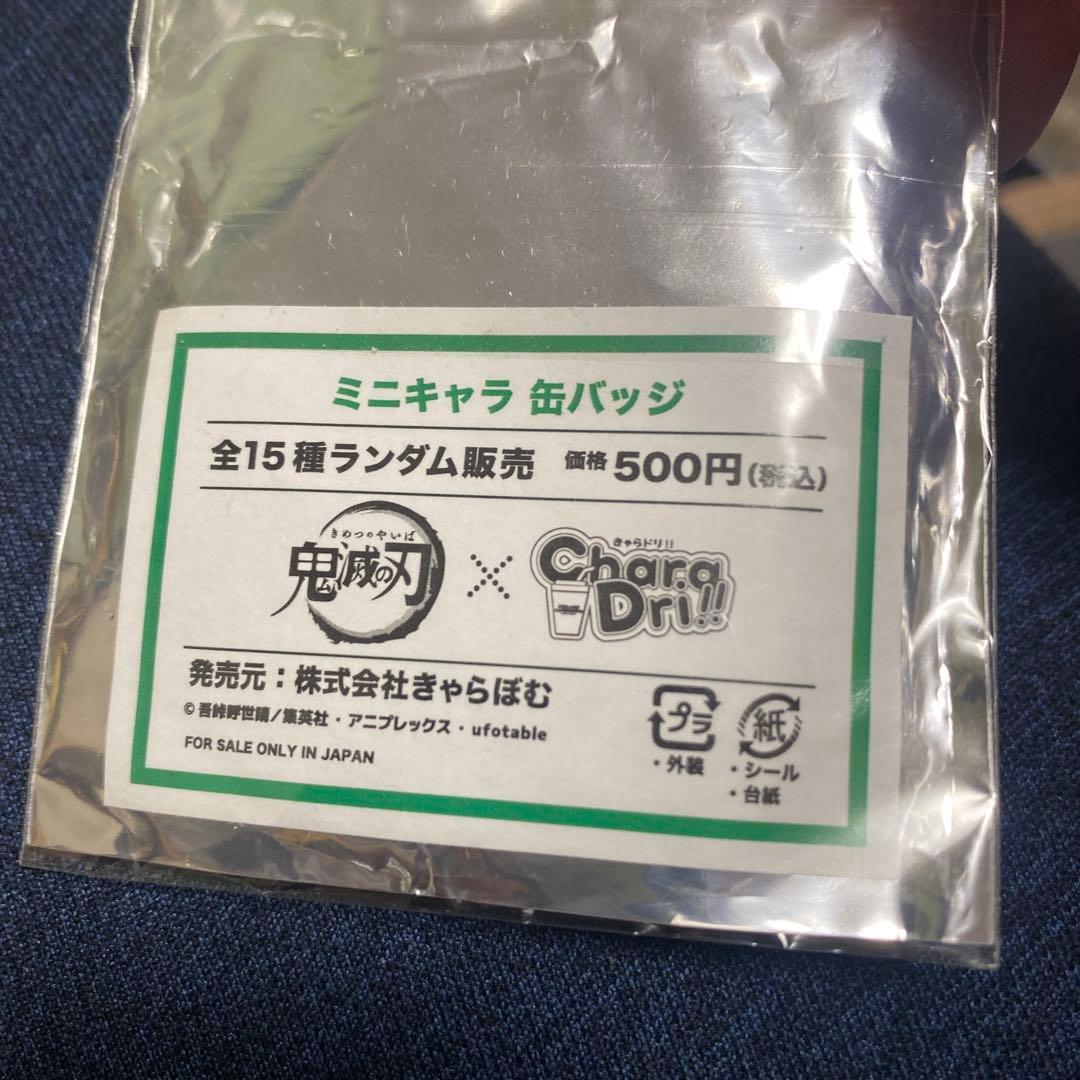 ミニキャラ 缶バッジ
全15種ランダム販売 価格 500円(税込)
きめつのやいば
鬼滅の刃
×
きゃらドリ!!
Chara
Dri!!
発売元:株式会社きゃらぼむ
©吾峠呼世晴/集英社・アニプレックス・ufotable
FOR SALE ONLY IN JAPAN
プラ
・外装
紙
・シール
・台紙